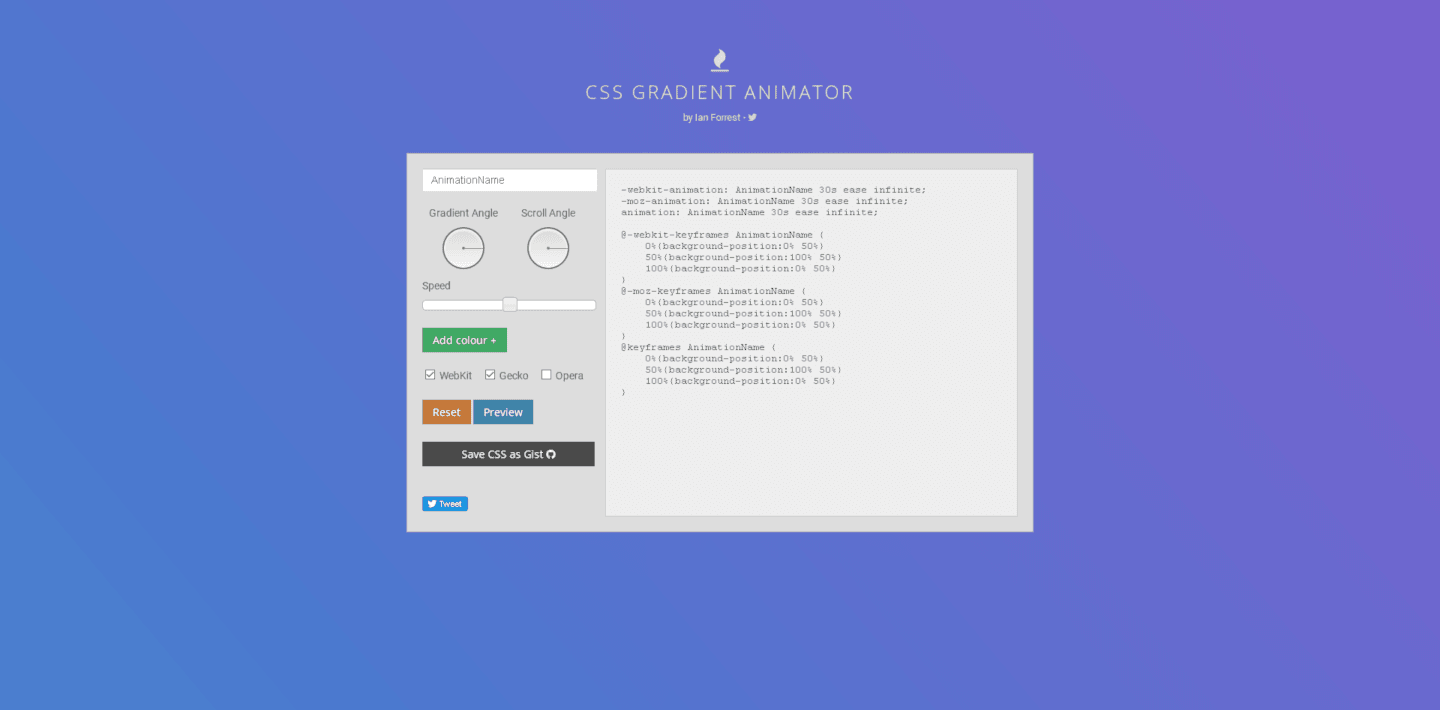 CSS GRADIENT ANIMATOR
by Ian Forrest -
AnimationName
Gradient Angle Scroll Angle
Speed
Add colour +
WebKit Gecko Opera
Reset Preview
Save CSS as Gist
Tweet
-webkit-animation: AnimationName 30s ease infinite;
-moz-animation: AnimationName 30s ease infinite;
animation: AnimationName 30s ease infinite;
@-webkit-keyframes AnimationName {
0%{background-position:0% 50%}
50%{background-position:100% 50%}
100%{background-position:0% 50%}
}
@-moz-keyframes AnimationName {
0%{background-position:0% 50%}
50%{background-position:100% 50%}
100%{background-position:0% 50%}
}
@keyframes AnimationName {
0%{background-position:0% 50%}
50%{background-position:100% 50%}
100%{background-position:0% 50%}
}